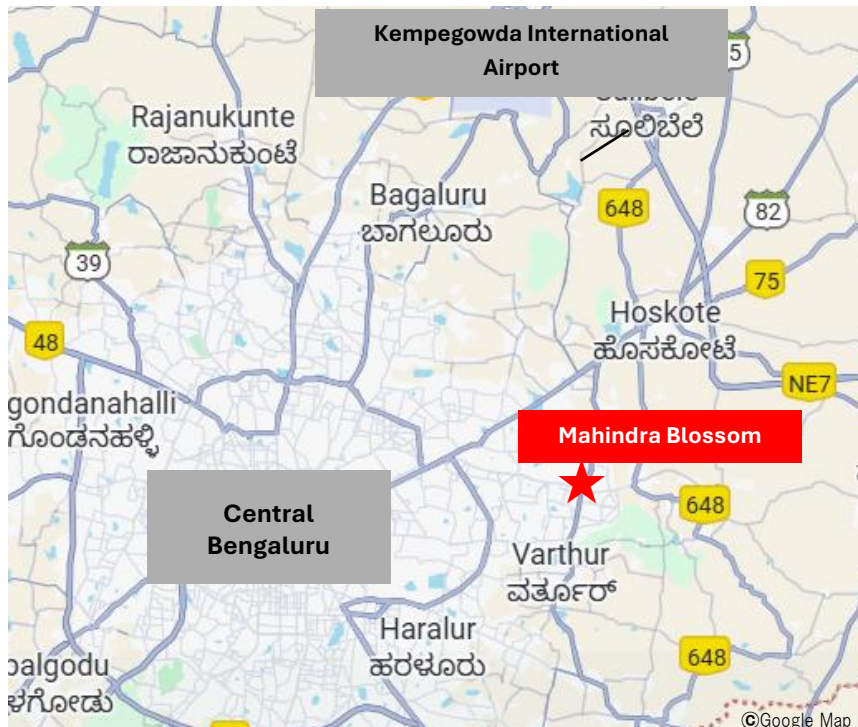 Kempegowda International
Airport
5
ಸೂಲಿಬೆಲೆ
Rajanukunte
ರಾಜಾನುಕುಂಟೆ
Bagaluru
ಬಾಗಲೂರು
648
82
39
75
Hoskote
ಹೊಸಕೋಟೆ
48
NE7
gondanahalli
ಗೊಂಡನಹಳ್ಳಿ
Mahindra Blossom
Central
Bengaluru
648
Varthur
ವರ್ತೂರ್
Haralur
ಹರಳೂರು
648
palgodu
ಳಗೋಡು
©Google Map